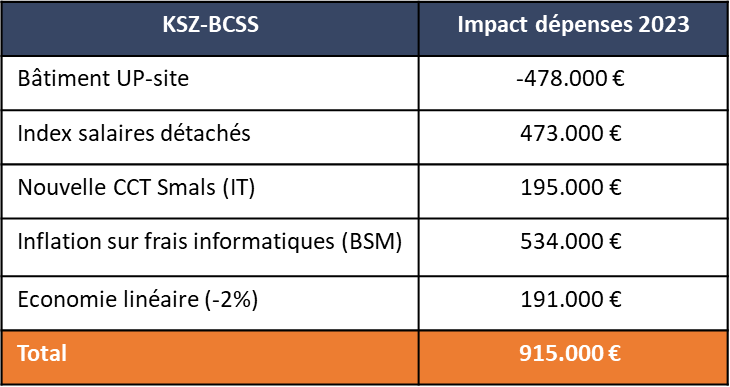 KSZ-BCSS Impact dépenses 2023
Bâtiment UP-site -478.000 €
Index salaires détachés 473.000 €
Nouvelle CCT Smals (IT) 195.000 €
Inflation sur frais informatiques (BSM) 534.000 €
Economie linéaire (-2%) 191.000 €
Total 915.000 €